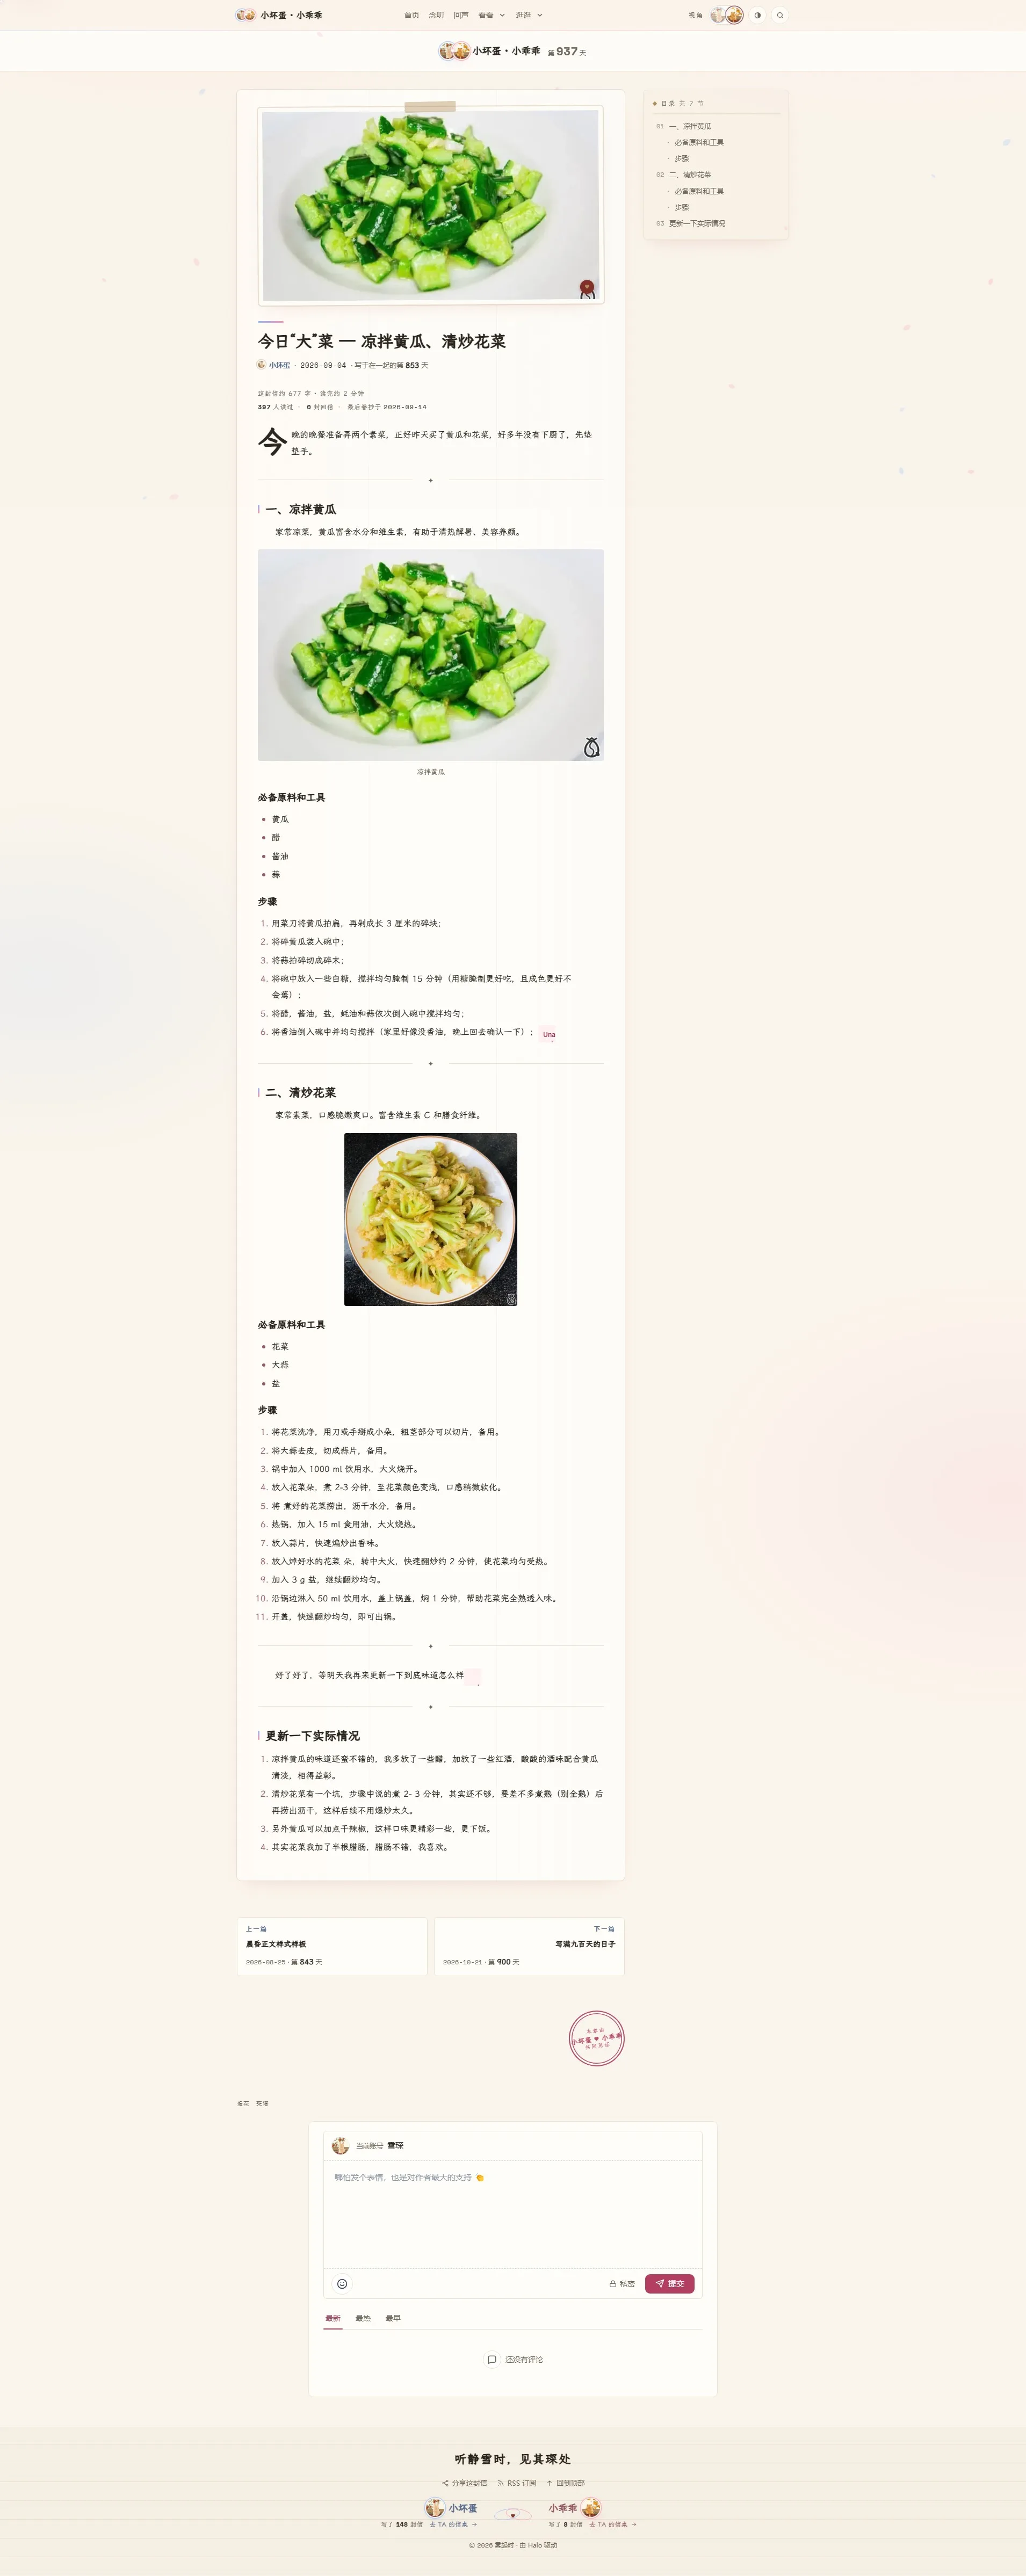 小坏蛋・小乖乖
首页 念叨 回声 看看 逛逛
视角
小坏蛋・小乖乖 第 937 天
目录 共 7 节
01 一、凉拌黄瓜
· 必备原料和工具
· 步骤
02 二、清炒花菜
· 必备原料和工具
· 步骤
03 更新一下实际情况
今日“大”菜 — 凉拌黄瓜、清炒花菜
小坏蛋 · 2026-09-04 · 写于在一起的第 853 天
这封信约 677 字 · 读完约 2 分钟
397 人读过 · 0 封回信 · 最后誊抄于 2026-09-14
今晚的晚餐准备弄两个素菜，正好昨天买了黄瓜和花菜，好多年没有下厨了，先垫
垫手。
一、凉拌黄瓜
家常凉菜，黄瓜富含水分和维生素，有助于清热解暑、美容养颜。
凉拌黄瓜
必备原料和工具
黄瓜
醋
酱油
蒜
步骤
1. 用菜刀将黄瓜拍扁，再剁成长 3 厘米的碎块；
2. 将碎黄瓜装入碗中；
3. 将蒜拍碎切成碎末；
4. 将碗中放入一些白糖，搅拌均匀腌制 15 分钟（用糖腌制更好吃，且成色更好不
会蔫）；
5. 将醋，酱油，盐，蚝油和蒜依次倒入碗中搅拌均匀；
6. 将香油倒入碗中并均匀搅拌（家里好像没香油，晚上回去确认一下）； Una
二、清炒花菜
家常素菜，口感脆嫩爽口。富含维生素 C 和膳食纤维。
必备原料和工具
花菜
大蒜
盐
步骤
1. 将花菜洗净，用刀或手掰成小朵，粗茎部分可以切片，备用。
2. 将大蒜去皮，切成蒜片，备用。
3. 锅中加入 1000 ml 饮用水，大火烧开。
4. 放入花菜朵，煮 2-3 分钟，至花菜颜色变浅，口感稍微软化。
5. 将 煮好的花菜捞出，沥干水分，备用。
6. 热锅，加入 15 ml 食用油，大火烧热。
7. 放入蒜片，快速煸炒出香味。
8. 放入焯好水的花菜 朵，转中大火，快速翻炒约 2 分钟，使花菜均匀受热。
9. 加入 3 g 盐，继续翻炒均匀。
10. 沿锅边淋入 50 ml 饮用水，盖上锅盖，焖 1 分钟，帮助花菜完全熟透入味。
11. 开盖，快速翻炒均匀，即可出锅。
好了好了，等明天我再来更新一下到底味道怎么样
更新一下实际情况
1. 凉拌黄瓜的味道还蛮不错的，我多放了一些醋，加放了一些红酒，酸酸的酒味配合黄瓜
清淡，相得益彰。
2. 清炒花菜有一个坑，步骤中说的煮 2- 3 分钟，其实还不够，要差不多煮熟（别全熟）后
再捞出沥干，这样后续不用爆炒太久。
3. 另外黄瓜可以加点干辣椒，这样口味更精彩一些，更下饭。
4. 其实花菜我加了半根腊肠，腊肠不错，我喜欢。
上一篇
晨昏正文样式样板
2026-08-25 · 第 843 天
下一篇
写满九百天的日子
2026-10-21 · 第 900 天
本章由
小坏蛋 ♥ 小乖乖
共同见证
当前账号 雪琛
哪怕发个表情，也是对作者最大的支持
私密 提交
最新 最热 最早
还没有评论
听静雪时，见其琛处
分享这封信 RSS 订阅 回到顶部
小坏蛋
写了 148 封信 去 TA 的信桌 →
小乖乖
写了 8 封信 去 TA 的信桌 →